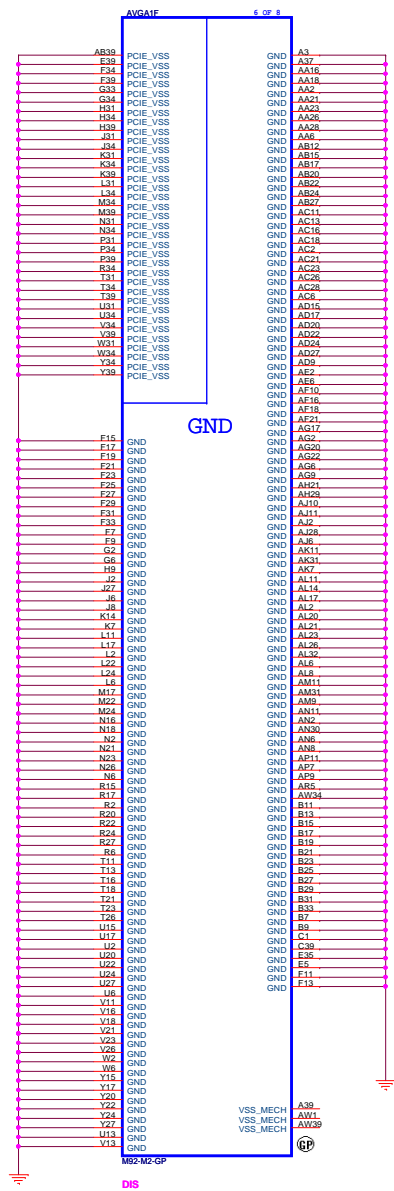 AVGA1F 6 OF 8
AB39 PCIE_VSS
E39 PCIE_VSS
F34 PCIE_VSS
F39 PCIE_VSS
G33 PCIE_VSS
G34 PCIE_VSS
H31 PCIE_VSS
H34 PCIE_VSS
H39 PCIE_VSS
J31 PCIE_VSS
J34 PCIE_VSS
K31 PCIE_VSS
K34 PCIE_VSS
K39 PCIE_VSS
L31 PCIE_VSS
L34 PCIE_VSS
M34 PCIE_VSS
M39 PCIE_VSS
N31 PCIE_VSS
N34 PCIE_VSS
P31 PCIE_VSS
P34 PCIE_VSS
P39 PCIE_VSS
R34 PCIE_VSS
T31 PCIE_VSS
T34 PCIE_VSS
T39 PCIE_VSS
U31 PCIE_VSS
U34 PCIE_VSS
V34 PCIE_VSS
V39 PCIE_VSS
W31 PCIE_VSS
W34 PCIE_VSS
Y34 PCIE_VSS
Y39 PCIE_VSS
GND
F15 GND
F17 GND
F19 GND
F21 GND
F23 GND
F25 GND
F27 GND
F29 GND
F31 GND
F33 GND
F7 GND
F9 GND
G2 GND
G6 GND
H9 GND
J2 GND
J27 GND
J6 GND
J8 GND
K14 GND
K7 GND
L11 GND
L17 GND
L2 GND
L22 GND
L24 GND
L6 GND
M17 GND
M22 GND
M24 GND
N16 GND
N18 GND
N2 GND
N21 GND
N23 GND
N26 GND
N6 GND
R15 GND
R17 GND
R2 GND
R20 GND
R22 GND
R24 GND
R27 GND
R6 GND
T11 GND
T13 GND
T16 GND
T18 GND
T21 GND
T23 GND
T26 GND
U15 GND
U17 GND
U2 GND
U20 GND
U22 GND
U24 GND
U27 GND
U6 GND
V11 GND
V16 GND
V18 GND
V21 GND
V23 GND
V26 GND
W2 GND
W6 GND
Y15 GND
Y17 GND
Y20 GND
Y22 GND
Y24 GND
Y27 GND
U13 GND
V13 GND
GND A3
GND A37
GND AA16
GND AA18
GND AA2
GND AA21
GND AA23
GND AA26
GND AA28
GND AA6
GND AB12
GND AB15
GND AB17
GND AB20
GND AB22
GND AB24
GND AB27
GND AC11
GND AC13
GND AC16
GND AC18
GND AC2
GND AC21
GND AC23
GND AC26
GND AC28
GND AC6
GND AD15
GND AD17
GND AD20
GND AD22
GND AD24
GND AD27
GND AD9
GND AE2
GND AE6
GND AF10
GND AF16
GND AF18
GND AF21
GND AG17
GND AG2
GND AG20
GND AG22
GND AG6
GND AG9
GND AH21
GND AH29
GND AJ10
GND AJ11
GND AJ2
GND AJ28
GND AJ6
GND AK11
GND AK31
GND AK7
GND AL11
GND AL14
GND AL17
GND AL2
GND AL20
GND AL21
GND AL23
GND AL26
GND AL32
GND AL6
GND AL8
GND AM11
GND AM31
GND AM9
GND AN11
GND AN2
GND AN30
GND AN6
GND AN8
GND AP11
GND AP7
GND AP9
GND AR5
GND AW34
GND B11
GND B13
GND B15
GND B17
GND B19
GND B21
GND B23
GND B25
GND B27
GND B29
GND B31
GND B33
GND B7
GND B9
GND C1
GND C39
GND E35
GND E5
GND F11
GND F13
VSS_MECH A39
VSS_MECH AW1
VSS_MECH AW39
GP
M92-M2-GP
DIS